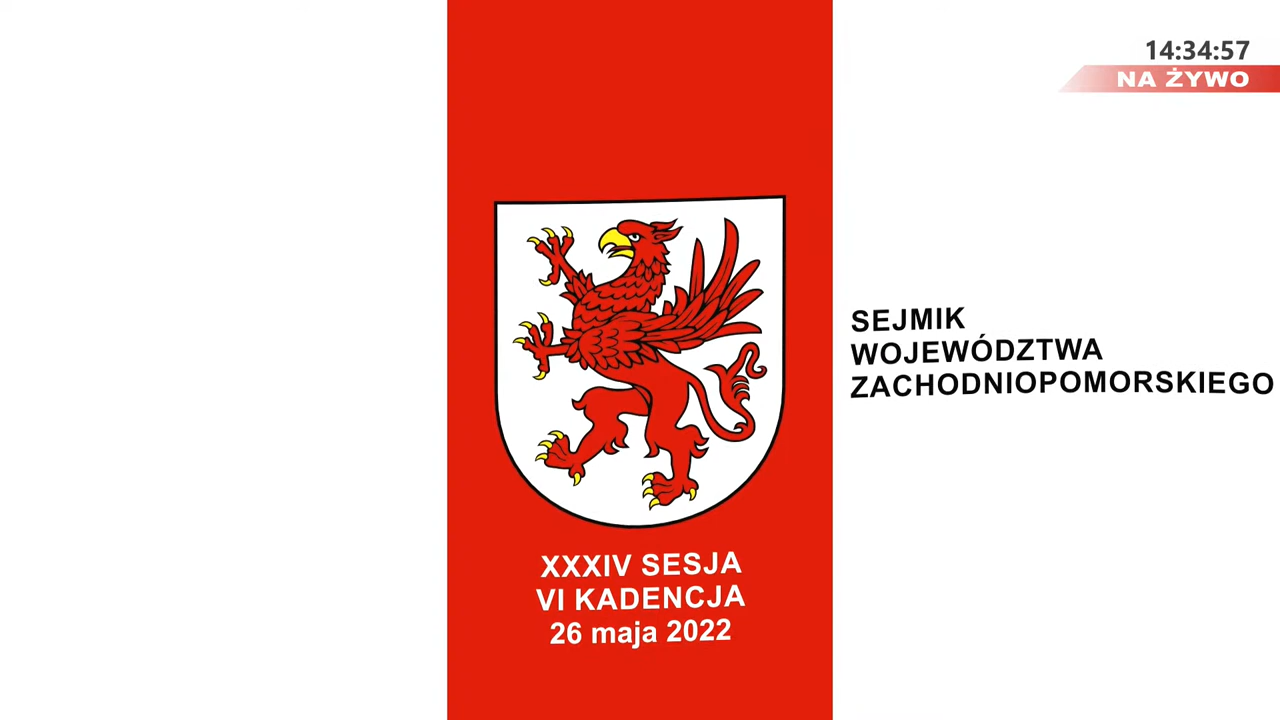 14:34:57
NA ŻYWO
SEJMIK
WOJEWÓDZTWA
ZACHODNIOPOMORSKIEGO
XXXIV SESJA
VI KADENCJA
26 maja 2022